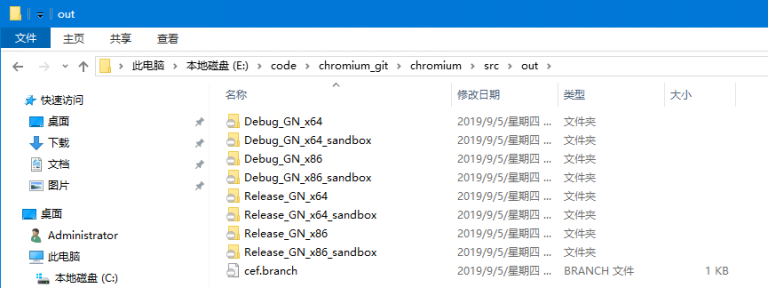 out
文件 主页 共享 查看
此电脑 › 本地磁盘 (E:) › code › chromium_git › chromium › src › out ›
快速访问
桌面
下载
文档
图片
桌面
Administrator
此电脑
本地磁盘 (C:)
名称 修改日期 类型 大小
Debug_GN_x64 2019/9/5/星期四 ... 文件夹
Debug_GN_x64_sandbox 2019/9/5/星期四 ... 文件夹
Debug_GN_x86 2019/9/5/星期四 ... 文件夹
Debug_GN_x86_sandbox 2019/9/5/星期四 ... 文件夹
Release_GN_x64 2019/9/5/星期四 ... 文件夹
Release_GN_x64_sandbox 2019/9/5/星期四 ... 文件夹
Release_GN_x86 2019/9/5/星期四 ... 文件夹
Release_GN_x86_sandbox 2019/9/5/星期四 ... 文件夹
cef.branch 2019/9/5/星期四 ... BRANCH 文件 1 KB